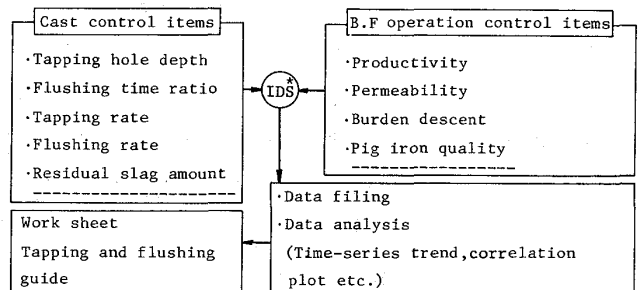 Cast control items
·Tapping hole depth
·Flushing time ratio
·Tapping rate
·Flushing rate
·Residual slag amount
IDS*
B.F operation control items
·Productivity
·Permeability
·Burden descent
·Pig iron quality
·Data filing
·Data analysis
(Time-series trend,correlation
plot etc.)
Work sheet
Tapping and flushing
guide